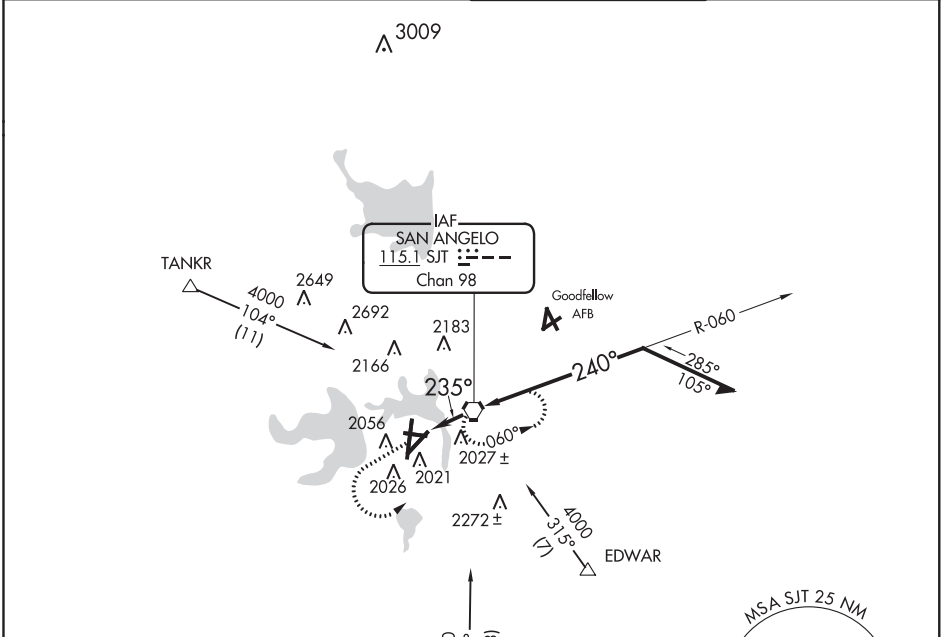 3009
IAF
SAN ANGELO
115.1 SJT
Chan 98
TANKR
4000
104°
(11)
2649
2692
2166
2183
Goodfellow
AFB
R-060
240°
285°
105°
235°
060°
2056
2027 ±
2021
2026
2272 ±
4000
315°
(7)
EDWAR
MSA SJT 25 NM